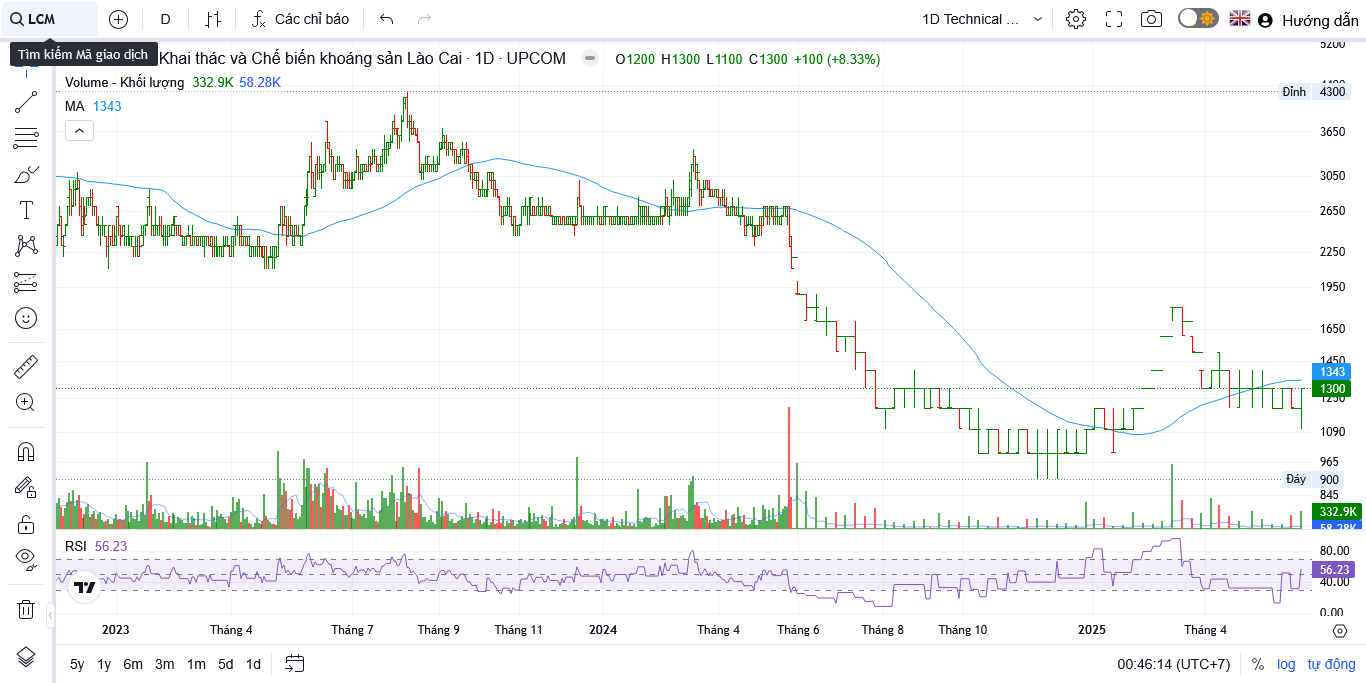 LCM
D
Các chỉ báo
1D Technical ...
Hướng dẫn
Tìm kiếm Mã giao dịch
Khai thác và Chế biến khoáng sản Lào Cai · 1D · UPCOM
O1200 H1300 L1100 C1300 +100 (+8.33%)
Volume - Khối lượng 332.9K 58.28K
MA 1343
5200
4400
Đỉnh 4300
3650
3050
2650
2250
1950
1650
1450
1343
1300
1250
1090
965
Đáy 900
845
332.9K
58.28K
RSI 56.23
80.00
56.23
40.00
0.00
2023 Tháng 4 Tháng 7 Tháng 9 Tháng 11 2024 Tháng 4 Tháng 6 Tháng 8 Tháng 10 2025 Tháng 4
5y 1y 6m 3m 1m 5d 1d
00:46:14 (UTC+7) % log tự động